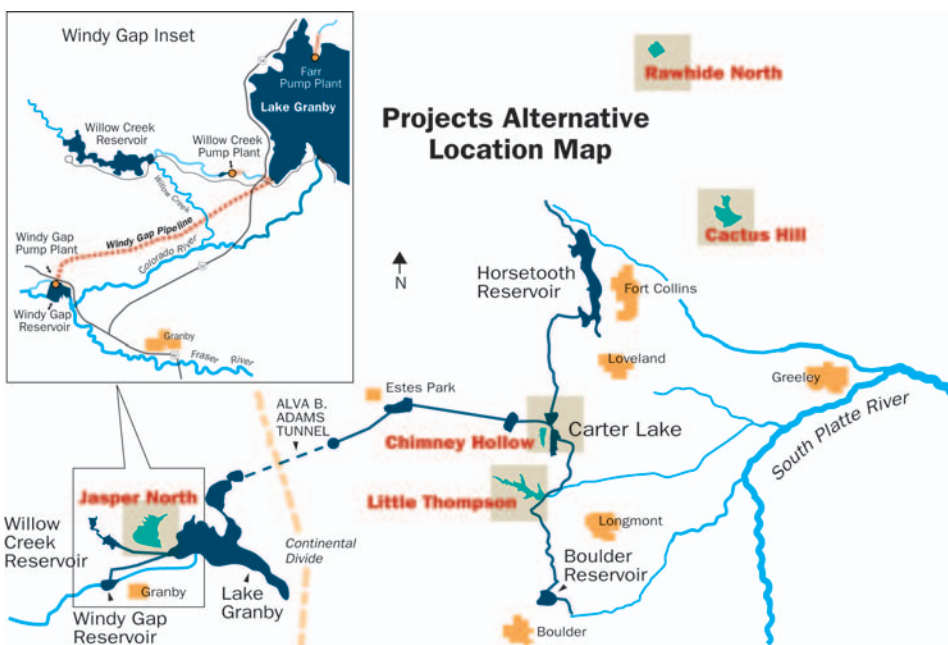 Windy Gap Inset
Farr
Pump Plant
Lake Granby
Willow Creek
Reservoir
Willow Creek
Pump Plant
Willow
Creek
Windy Gap Pipeline
Colorado River
Windy Gap
Pump Plant
Windy Gap
Reservoir
Granby
Fraser River
Projects Alternative
Location Map
N
Rawhide North
Cactus Hill
Horsetooth
Reservoir
Fort Collins
Loveland
Greeley
South Platte River
Estes Park
ALVA B.
ADAMS
TUNNEL
Chimney Hollow
Carter Lake
Little Thompson
Longmont
Boulder
Reservoir
Boulder
Jasper North
Willow
Creek
Reservoir
Continental
Divide
Granby
Lake
Granby
Windy Gap
Reservoir